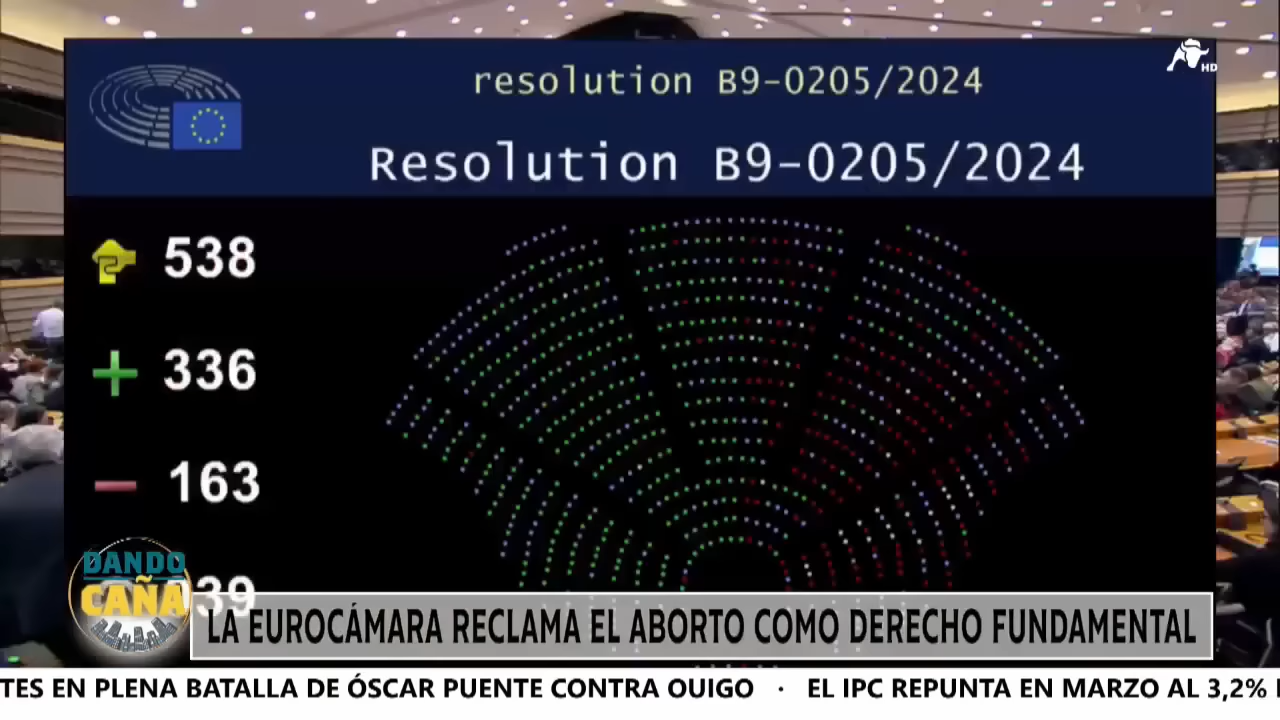 HD
resolution B9-0205/2024
Resolution B9-0205/2024
538
336
163
39
DANDO
CAÑA
LA EUROCÁMARA RECLAMA EL ABORTO COMO DERECHO FUNDAMENTAL
TES EN PLENA BATALLA DE ÓSCAR PUENTE CONTRA OUIGO · EL IPC REPUNTA EN MARZO AL 3,2%